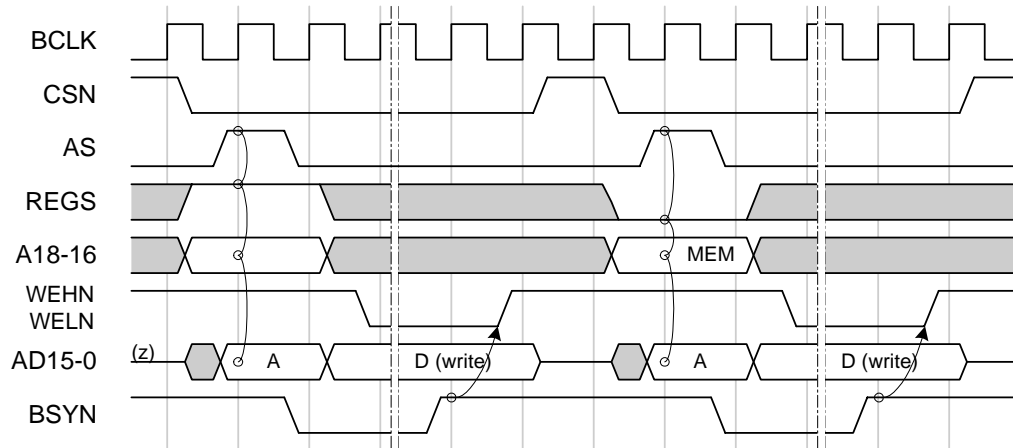 BCLK
CSN
AS
REGS
A18-16
MEM
WEHN
WELN
AD15-0
(z)
A
D (write)
A
D (write)
BSYN